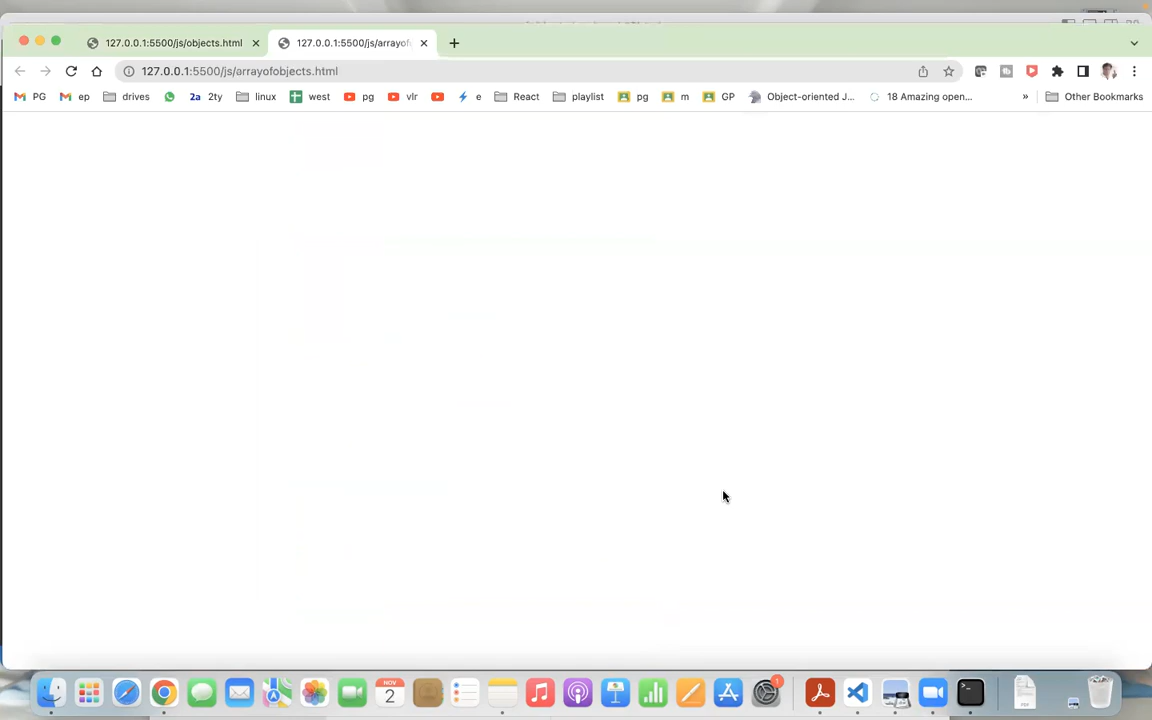 127.0.0.1:5500/js/objects.html
127.0.0.1:5500/js/arrayof
127.0.0.1:5500/js/arrayofobjects.html
PG
ep
drives
2a 2ty
linux
west
pg
vlr
e
React
playlist
pg
m
GP
Object-oriented J...
18 Amazing open...
»
Other Bookmarks
NOV
2
1
PDF